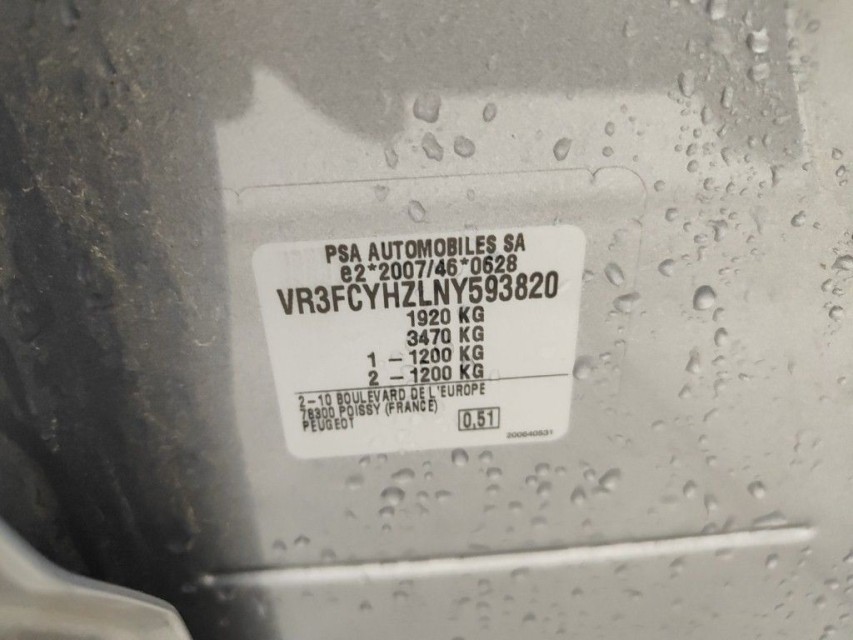 PSA AUTOMOBILES SA
e2*2007/46*0628
VR3FCYHZLNY593820
1920 KG
3470 KG
1 - 1200 KG
2 - 1200 KG
2-10 BOULEVARD DE L'EUROPE
78300 POISSY (FRANCE)
PEUGEOT
0.51